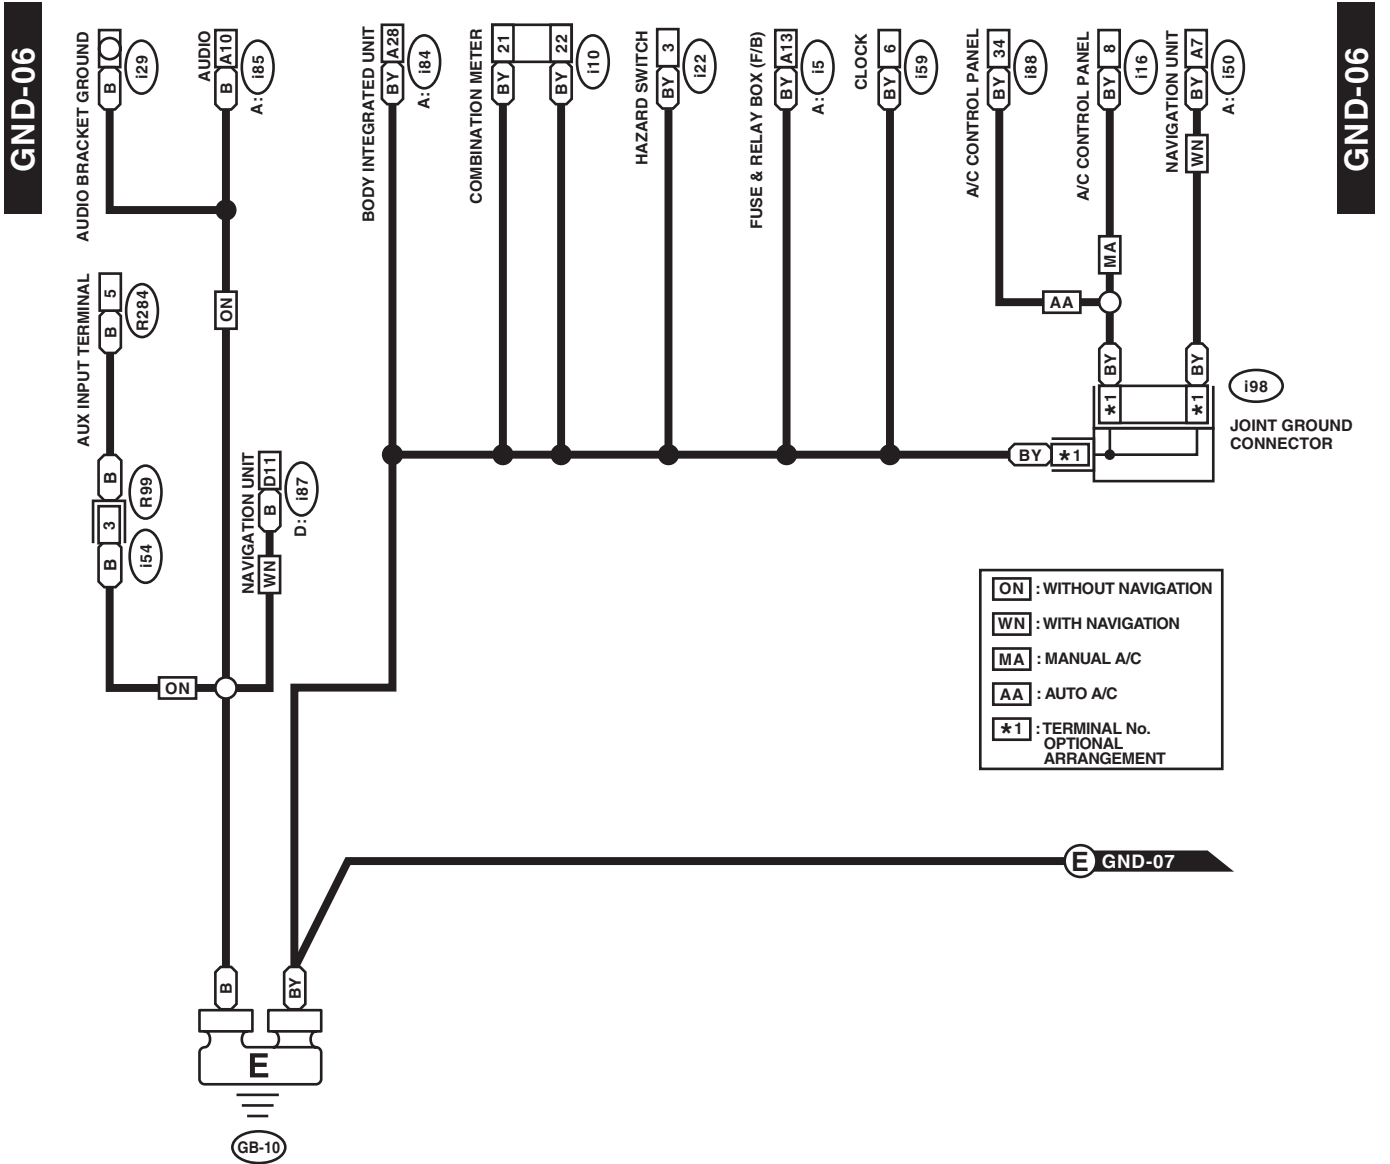 GND-06
GND-06
AUDIO BRACKET GROUND
B
i29
AUDIO
A10
B
A: i85
BODY INTEGRATED UNIT
A28
BY
A: i84
COMBINATION METER
21
BY
22
BY
i10
HAZARD SWITCH
3
BY
i22
FUSE & RELAY BOX (F/B)
A13
BY
A: i5
CLOCK
6
BY
i59
A/C CONTROL PANEL
34
BY
i88
A/C CONTROL PANEL
8
BY
i16
NAVIGATION UNIT
A7
BY
A: i50
WN
MA
AA
ON
AUX INPUT TERMINAL
5
B
R284
B
R99
3
B
i54
NAVIGATION UNIT
D11
B
D: i87
WN
ON
BY
BY
*1
*1
i98
JOINT GROUND
CONNECTOR
BY
*1
ON : WITHOUT NAVIGATION
WN : WITH NAVIGATION
MA : MANUAL A/C
AA : AUTO A/C
*1 : TERMINAL No.
OPTIONAL
ARRANGEMENT
E GND-07
B
BY
E
GB-10